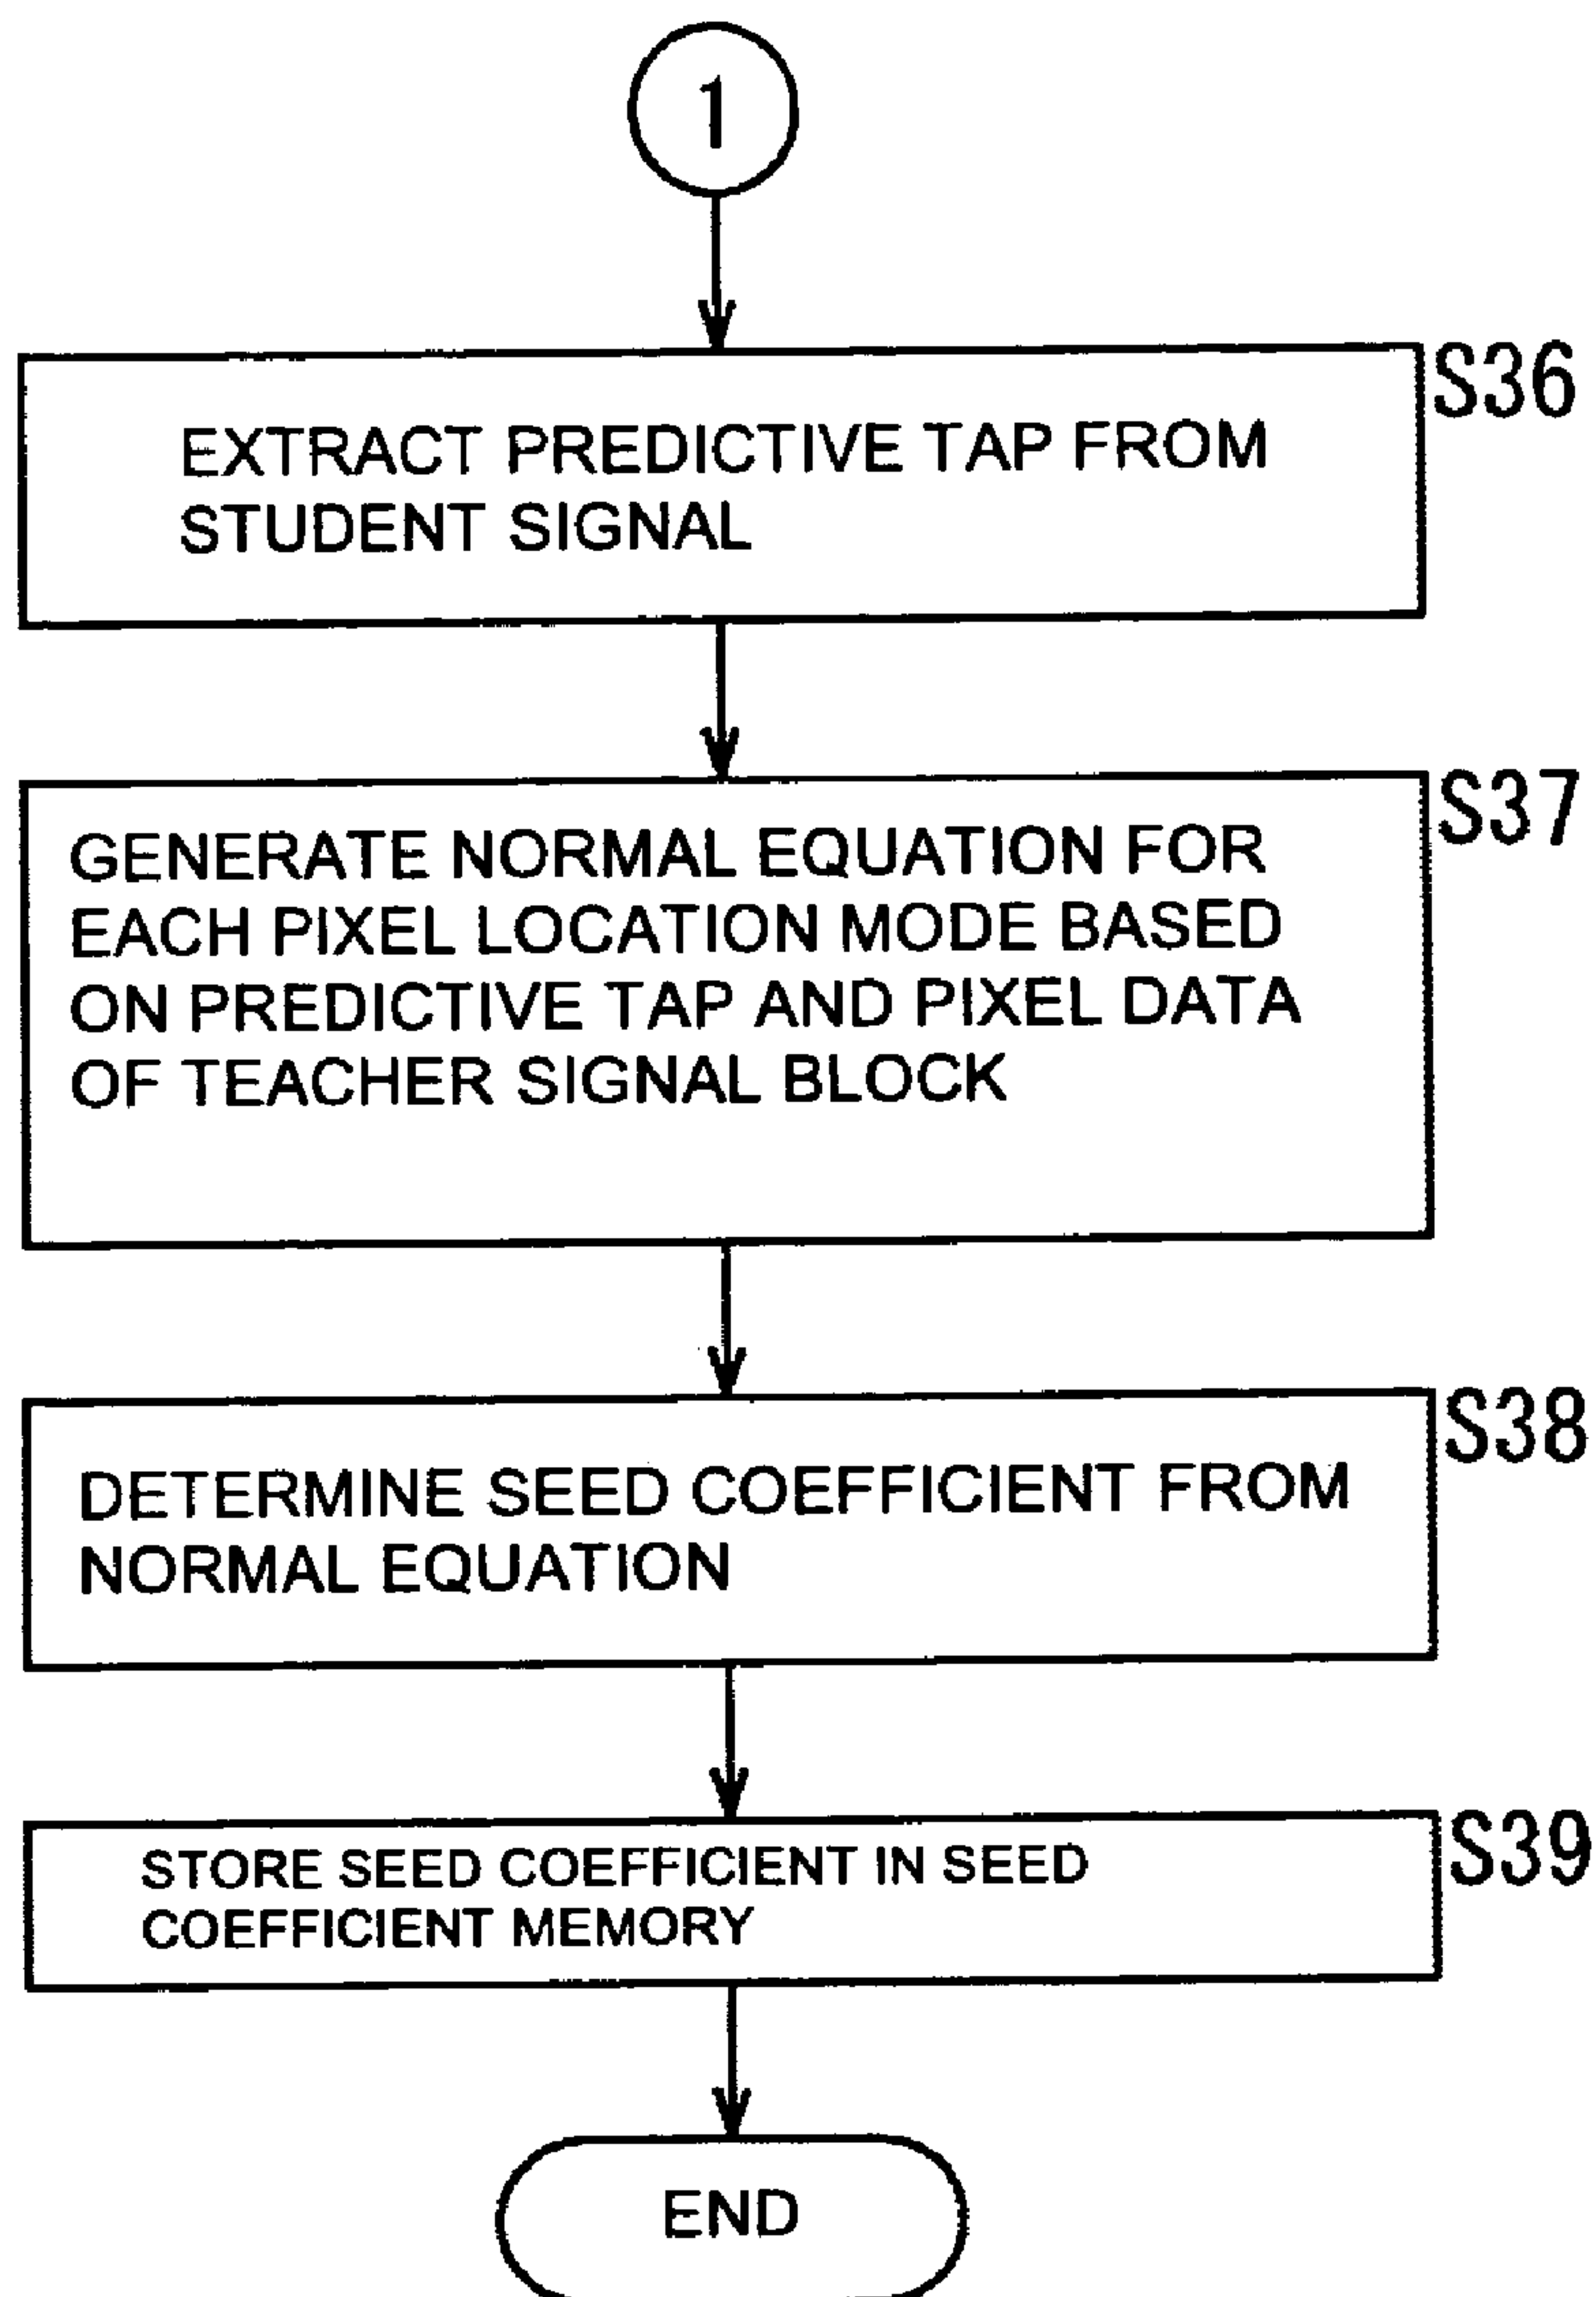 1
S36
EXTRACT PREDICTIVE TAP FROM
STUDENT SIGNAL
S37
GENERATE NORMAL EQUATION FOR
EACH PIXEL LOCATION MODE BASED
ON PREDICTIVE TAP AND PIXEL DATA
OF TEACHER SIGNAL BLOCK
S38
DETERMINE SEED COEFFICIENT FROM
NORMAL EQUATION
S39
STORE SEED COEFFICIENT IN SEED
COEFFICIENT MEMORY
END